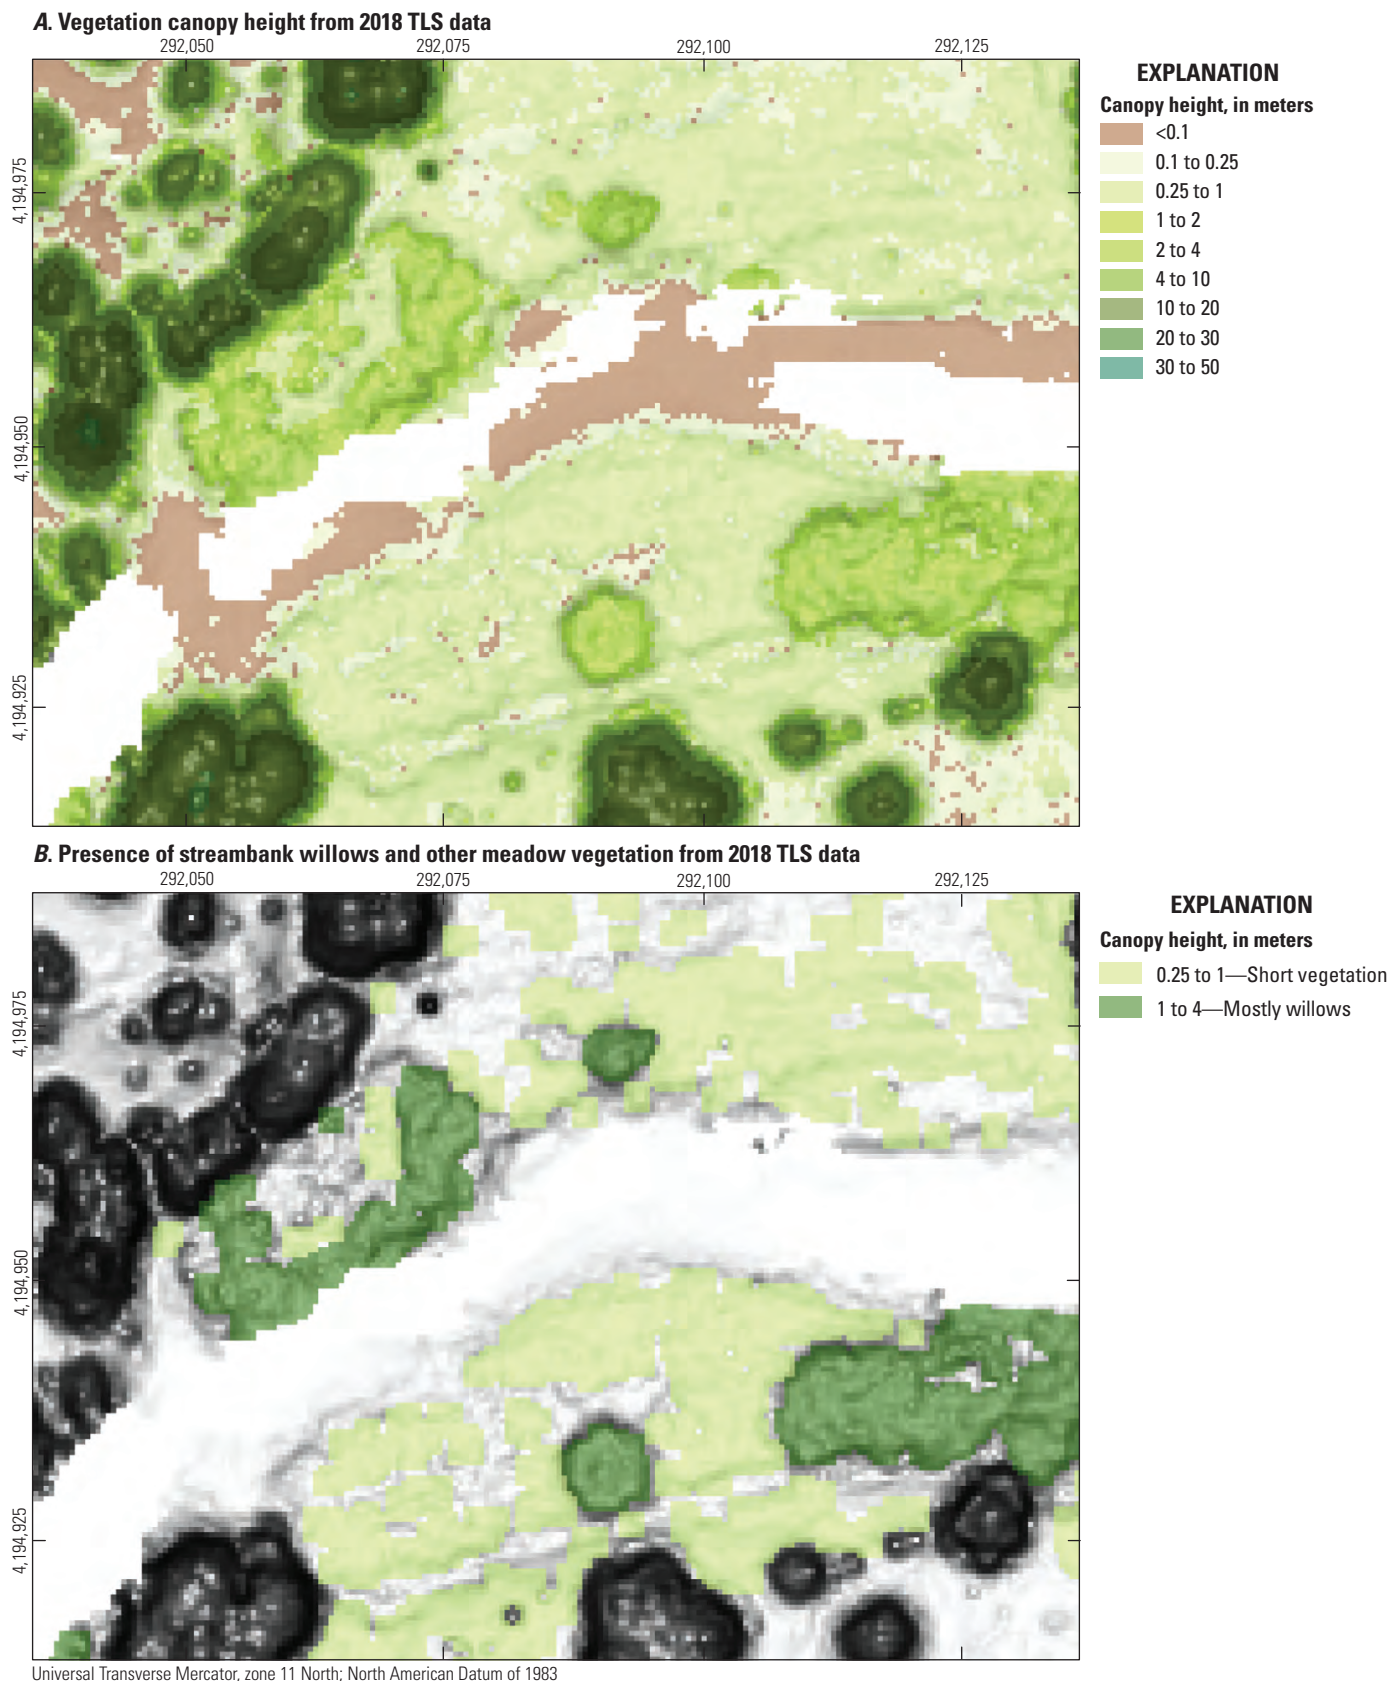 A. Vegetation canopy height from 2018 TLS data
292,050 292,075 292,100 292,125
4,194,975
4,194,950
4,194,925
EXPLANATION
Canopy height, in meters
<0.1
0.1 to 0.25
0.25 to 1
1 to 2
2 to 4
4 to 10
10 to 20
20 to 30
30 to 50
B. Presence of streambank willows and other meadow vegetation from 2018 TLS data
292,050 292,075 292,100 292,125
4,194,975
4,194,950
4,194,925
EXPLANATION
Canopy height, in meters
0.25 to 1—Short vegetation
1 to 4—Mostly willows
Universal Transverse Mercator, zone 11 North; North American Datum of 1983